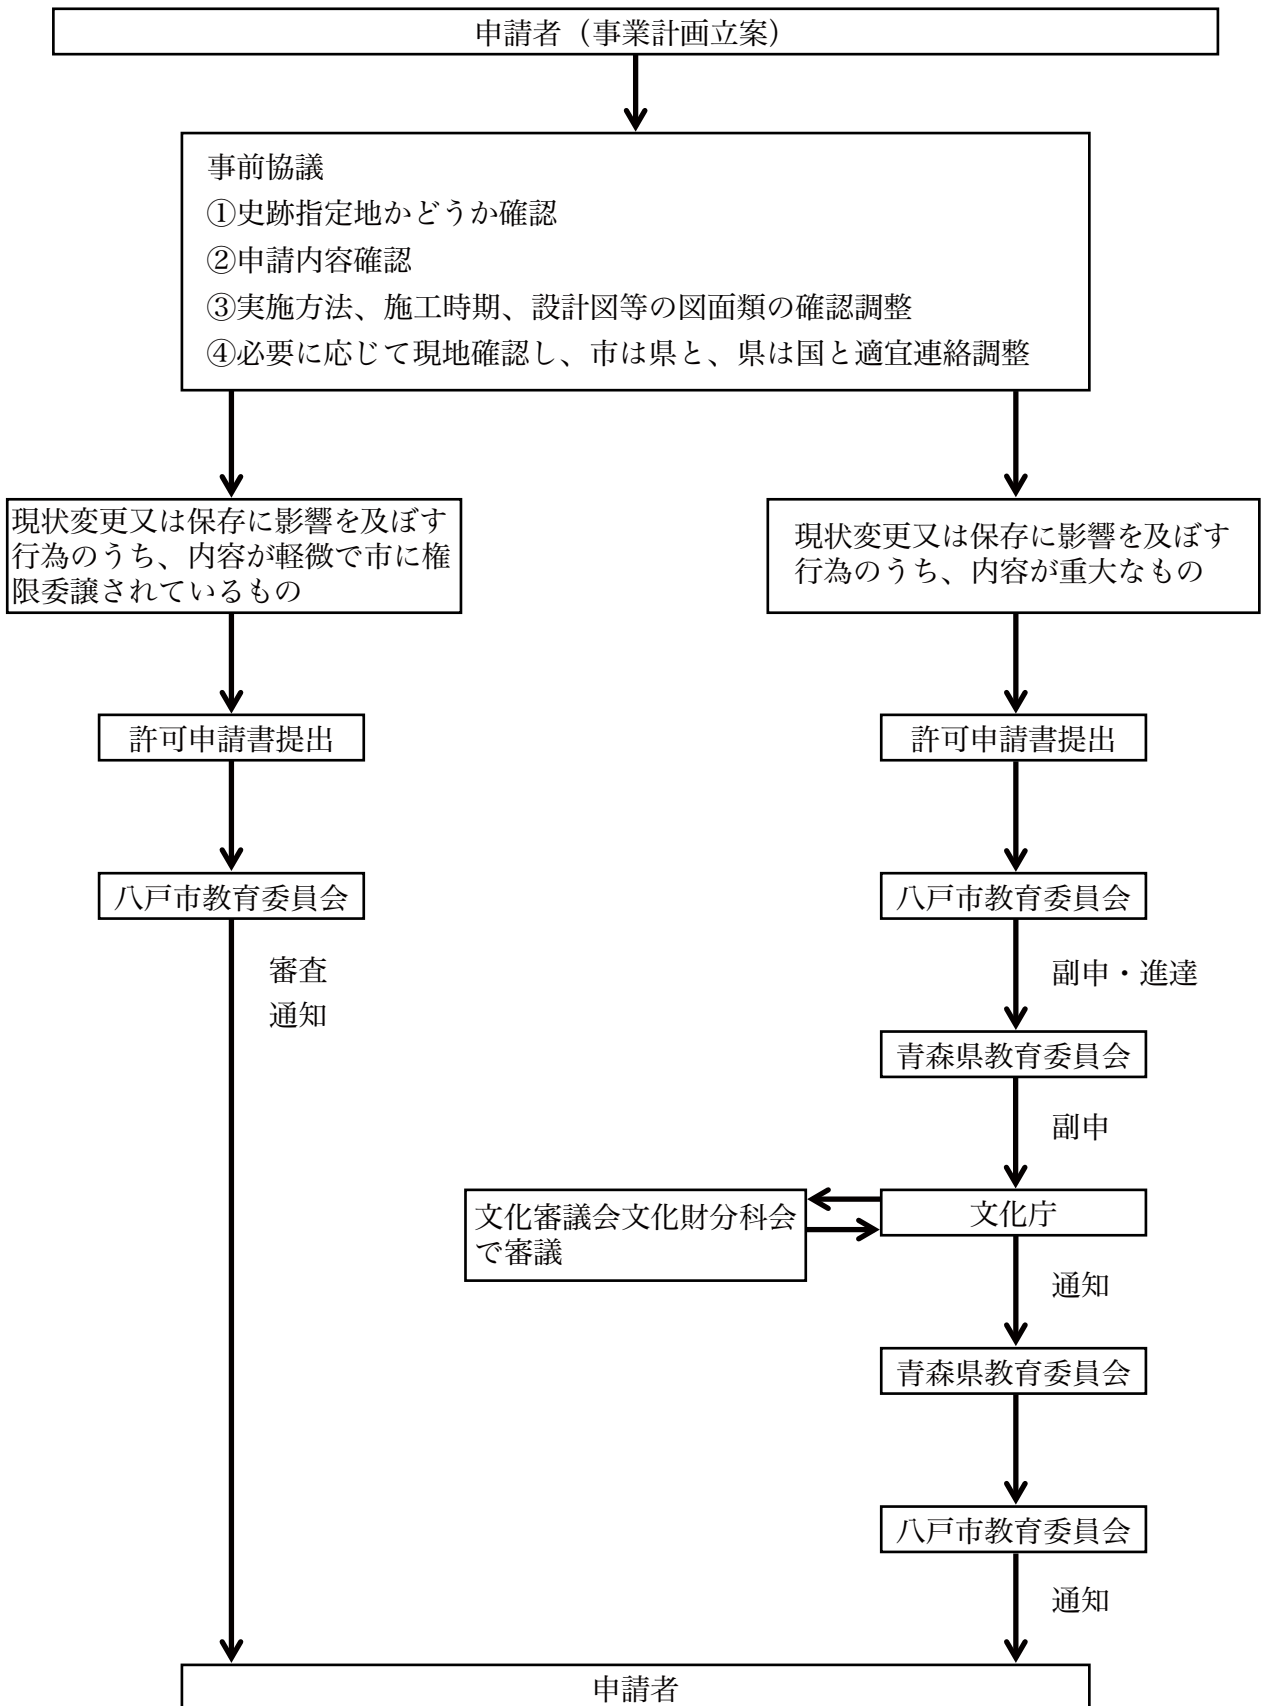 申請者（事業計画立案）
事前協議
①史跡指定地かどうか確認
②申請内容確認
③実施方法、施工時期、設計図等の図面類の確認調整
④必要に応じて現地確認し、市は県と、県は国と適宜連絡調整
現状変更又は保存に影響を及ぼす
行為のうち、内容が軽微で市に権
限委譲されているもの
許可申請書提出
八戸市教育委員会
審査
通知
現状変更又は保存に影響を及ぼす
行為のうち、内容が重大なもの
許可申請書提出
八戸市教育委員会
副申・進達
青森県教育委員会
副申
文化庁
文化審議会文化財分科会
で審議
通知
青森県教育委員会
八戸市教育委員会
通知
申請者